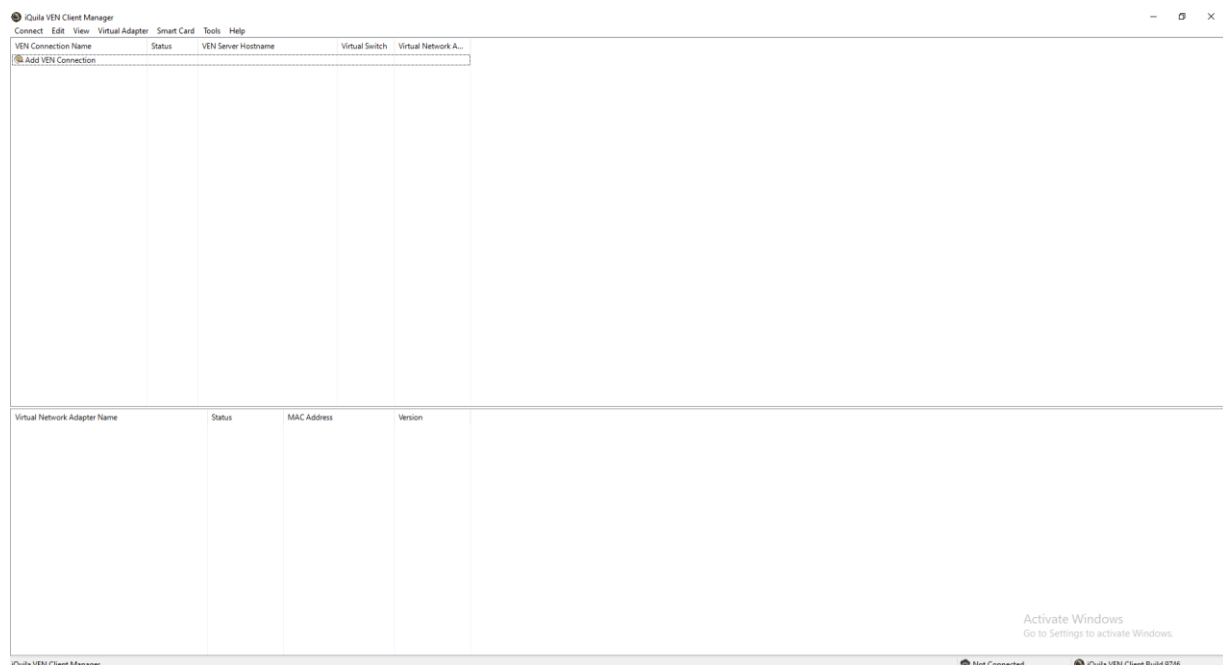 iQuila VEN Client Manager
Connect Edit View Virtual Adapter Smart Card Tools Help
VEN Connection Name Status VEN Server Hostname Virtual Switch Virtual Network A...
Add VEN Connection
Virtual Network Adapter Name Status MAC Address Version
Activate Windows
Go to Settings to activate Windows.
iQuila VEN Client Manager Not Connected iQuila VEN Client Build 9746